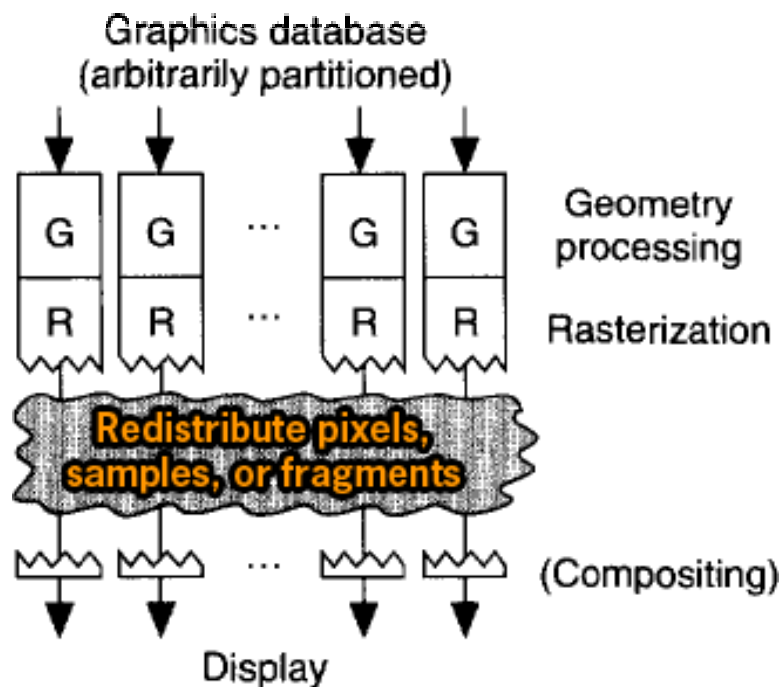 Graphics database
(arbitrarily partitioned)
G G ... G G
Geometry
processing
R R ... R R
Rasterization
Redistribute pixels,
samples, or fragments
...
(Compositing)
Display